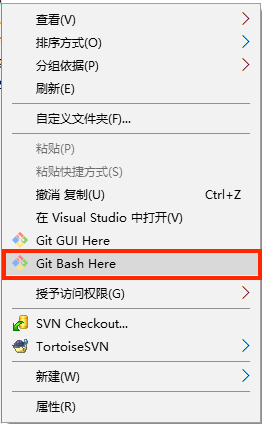 查看(V)
排序方式(O)
分组依据(P)
刷新(E)
自定义文件夹(F)...
粘贴(P)
粘贴快捷方式(S)
撤消 复制(U) Ctrl+Z
在 Visual Studio 中打开(V)
Git GUI Here
Git Bash Here
授予访问权限(G)
SVN Checkout...
TortoiseSVN
新建(W)
属性(R)